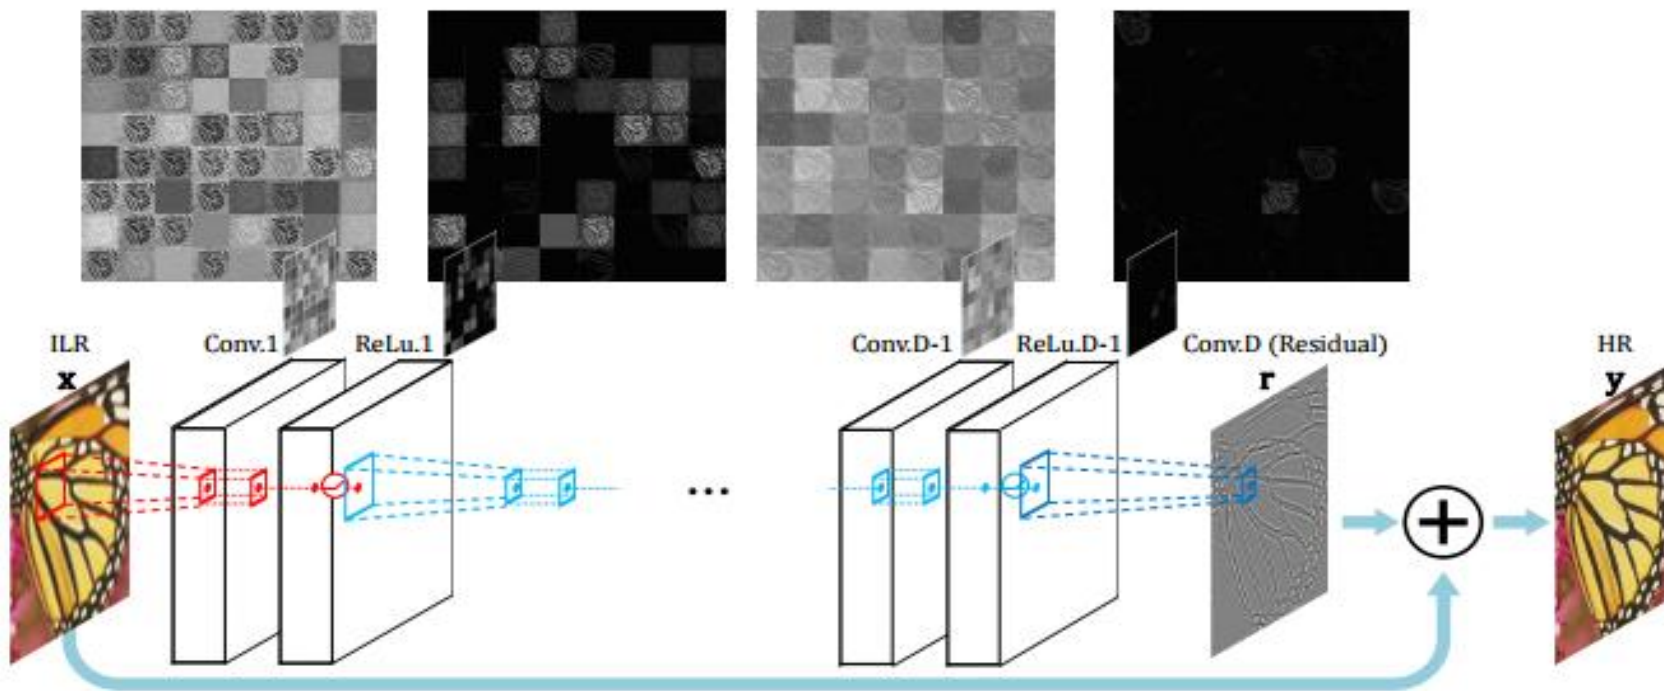 ILR
x
Conv.1
ReLu.1
...
Conv.D-1
ReLu.D-1
Conv.D (Residual)
r
HR
y